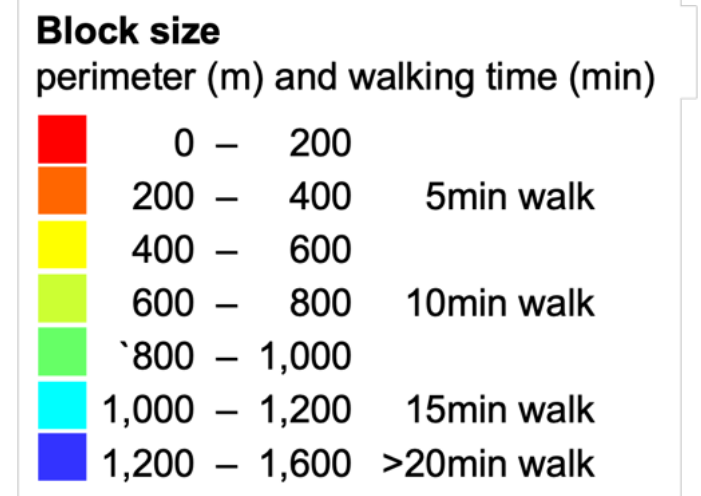 Block size
perimeter (m) and walking time (min)
0 – 200
200 – 400 5min walk
400 – 600
600 – 800 10min walk
`800 – 1,000
1,000 – 1,200 15min walk
1,200 – 1,600 >20min walk